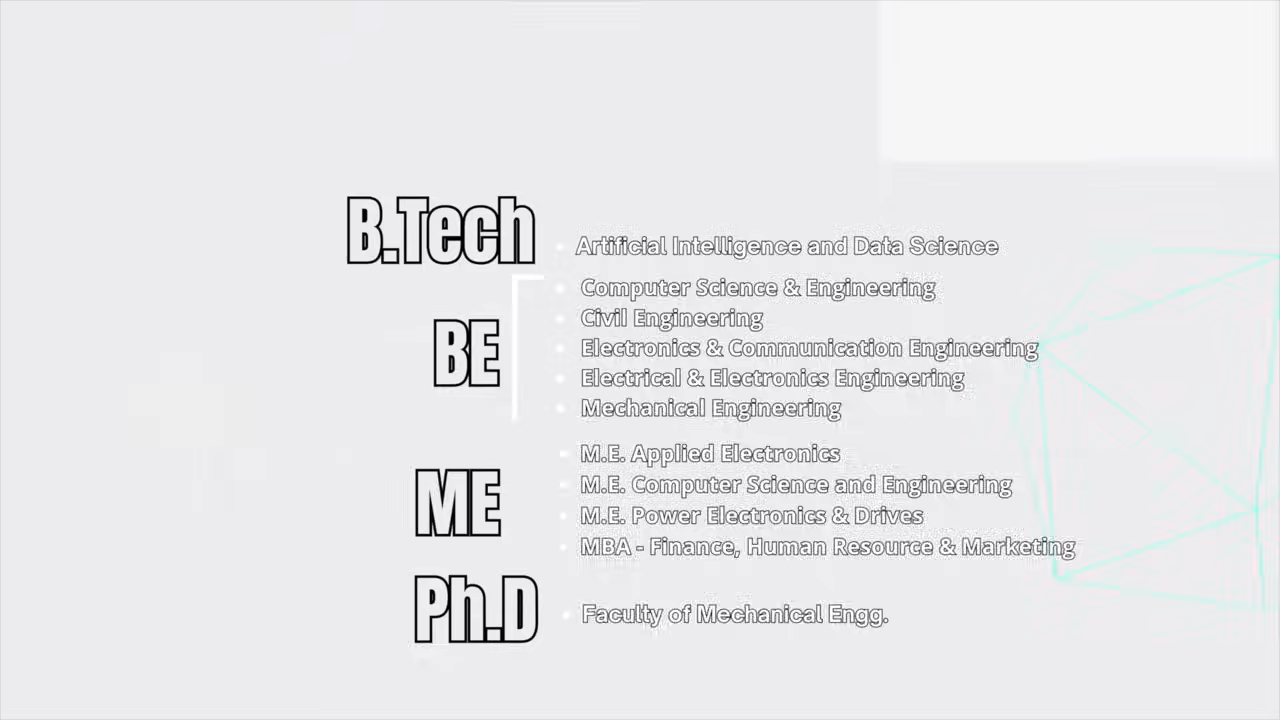 B.Tech
Artificial Intelligence and Data Science
BE
Computer Science & Engineering
Civil Engineering
Electronics & Communication Engineering
Electrical & Electronics Engineering
Mechanical Engineering
ME
M.E. Applied Electronics
M.E. Computer Science and Engineering
M.E. Power Electronics & Drives
MBA - Finance, Human Resource & Marketing
Ph.D
Faculty of Mechanical Engg.